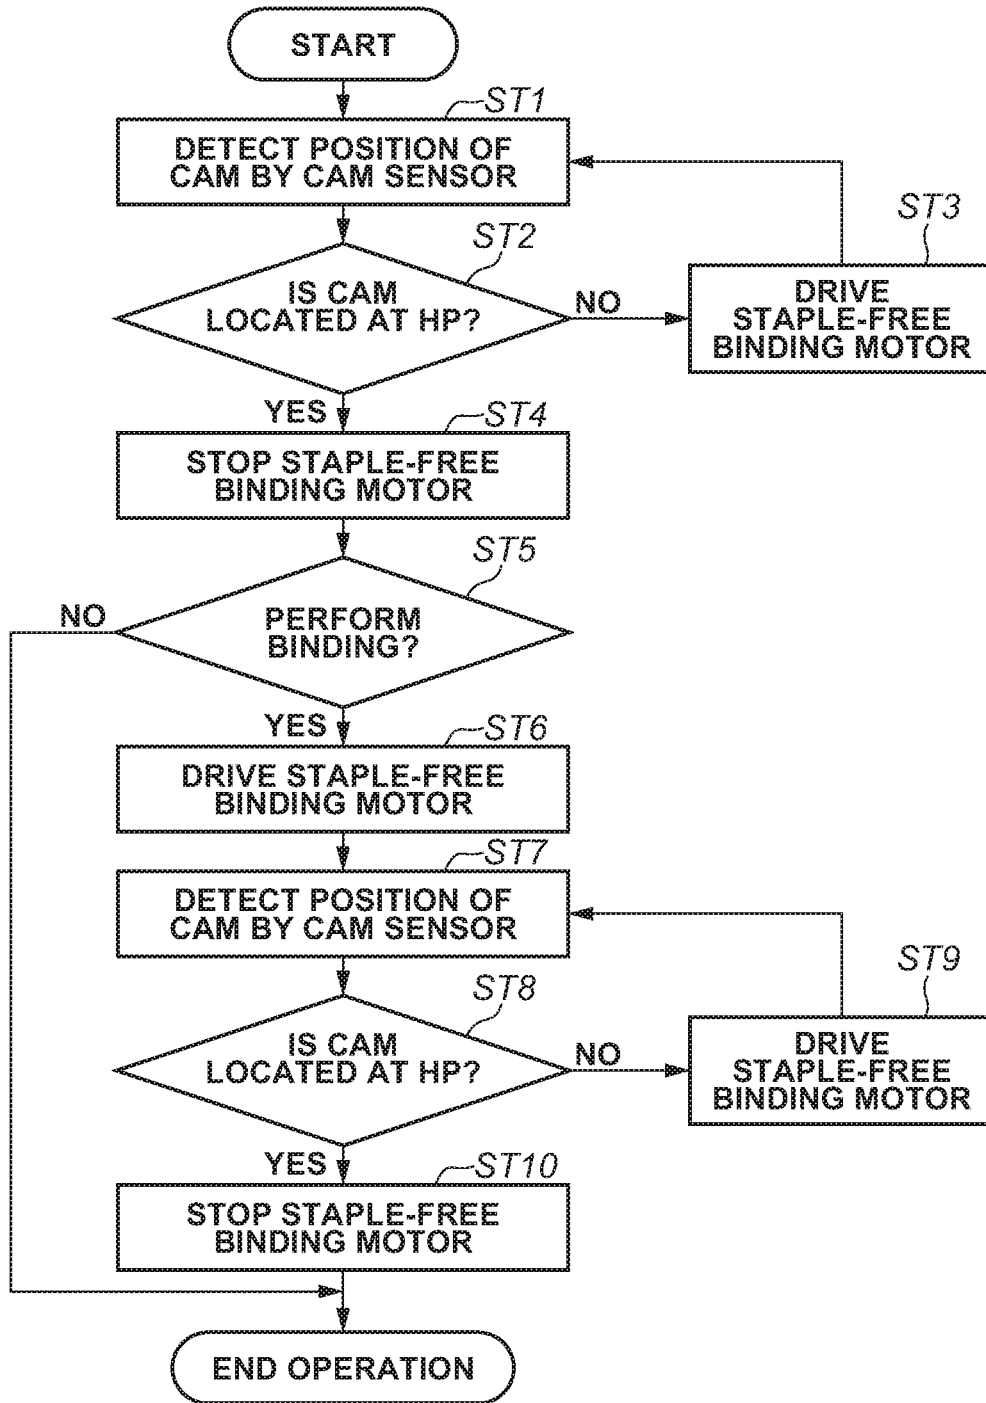 START
ST1
DETECT POSITION OF
CAM BY CAM SENSOR
ST2
IS CAM
LOCATED AT HP?
NO
ST3
DRIVE
STAPLE-FREE
BINDING MOTOR
YES
ST4
STOP STAPLE-FREE
BINDING MOTOR
ST5
NO
PERFORM
BINDING?
YES
ST6
DRIVE STAPLE-FREE
BINDING MOTOR
ST7
DETECT POSITION OF
CAM BY CAM SENSOR
ST8
IS CAM
LOCATED AT HP?
NO
ST9
DRIVE
STAPLE-FREE
BINDING MOTOR
YES
ST10
STOP STAPLE-FREE
BINDING MOTOR
END OPERATION